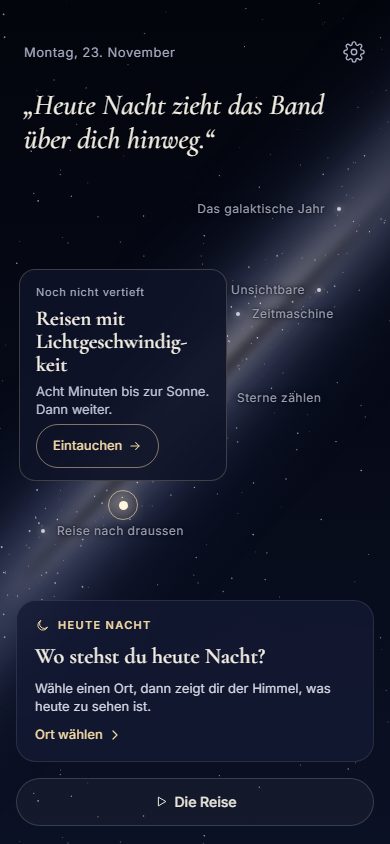 Montag, 23. November
„Heute Nacht zieht das Band
über dich hinweg.“
Das galaktische Jahr
Noch nicht vertieft
Reisen mit
Lichtgeschwindig-
keit
Acht Minuten bis zur Sonne.
Dann weiter.
Eintauchen
Unsichtbare
Zeitmaschine
Sterne zählen
Reise nach draussen
HEUTE NACHT
Wo stehst du heute Nacht?
Wähle einen Ort, dann zeigt dir der Himmel, was
heute zu sehen ist.
Ort wählen
Die Reise